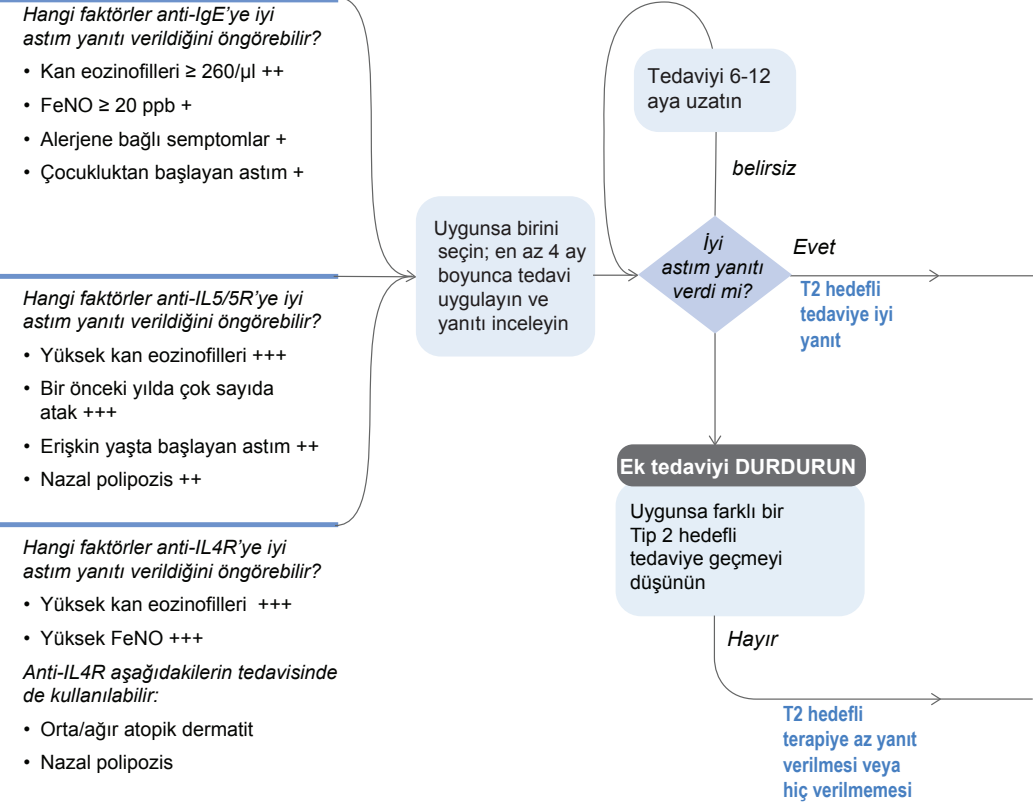 Hangi faktörler anti-IgE’ye iyi
astım yanıtı verildiğini öngörebilir?
• Kan eozinofilleri ≥ 260/µl ++
• FeNO ≥ 20 ppb +
• Alerjene bağlı semptomlar +
• Çocukluktan başlayan astım +
Hangi faktörler anti-IL5/5R’ye iyi
astım yanıtı verildiğini öngörebilir?
• Yüksek kan eozinofilleri +++
• Bir önceki yılda çok sayıda
atak +++
• Erişkin yaşta başlayan astım ++
• Nazal polipozis ++
Hangi faktörler anti-IL4R’ye iyi
astım yanıtı verildiğini öngörebilir?
• Yüksek kan eozinofilleri +++
• Yüksek FeNO +++
Anti-IL4R aşağıdakilerin tedavisinde
de kullanılabilir:
• Orta/ağır atopik dermatit
• Nazal polipozis
Uygunsa birini
seçin; en az 4 ay
boyunca tedavi
uygulayın ve
yanıtı inceleyin
Tedaviyi 6-12
aya uzatın
belirsiz
İyi
astım yanıtı
verdi mi?
Evet
T2 hedefli
tedaviye iyi
yanıt
Ek tedaviyi DURDURUN
Uygunsa farklı bir
Tip 2 hedefli
tedaviye geçmeyi
düşünün
Hayır
T2 hedefli
terapiye az yanıt
verilmesi veya
hiç verilmemesi